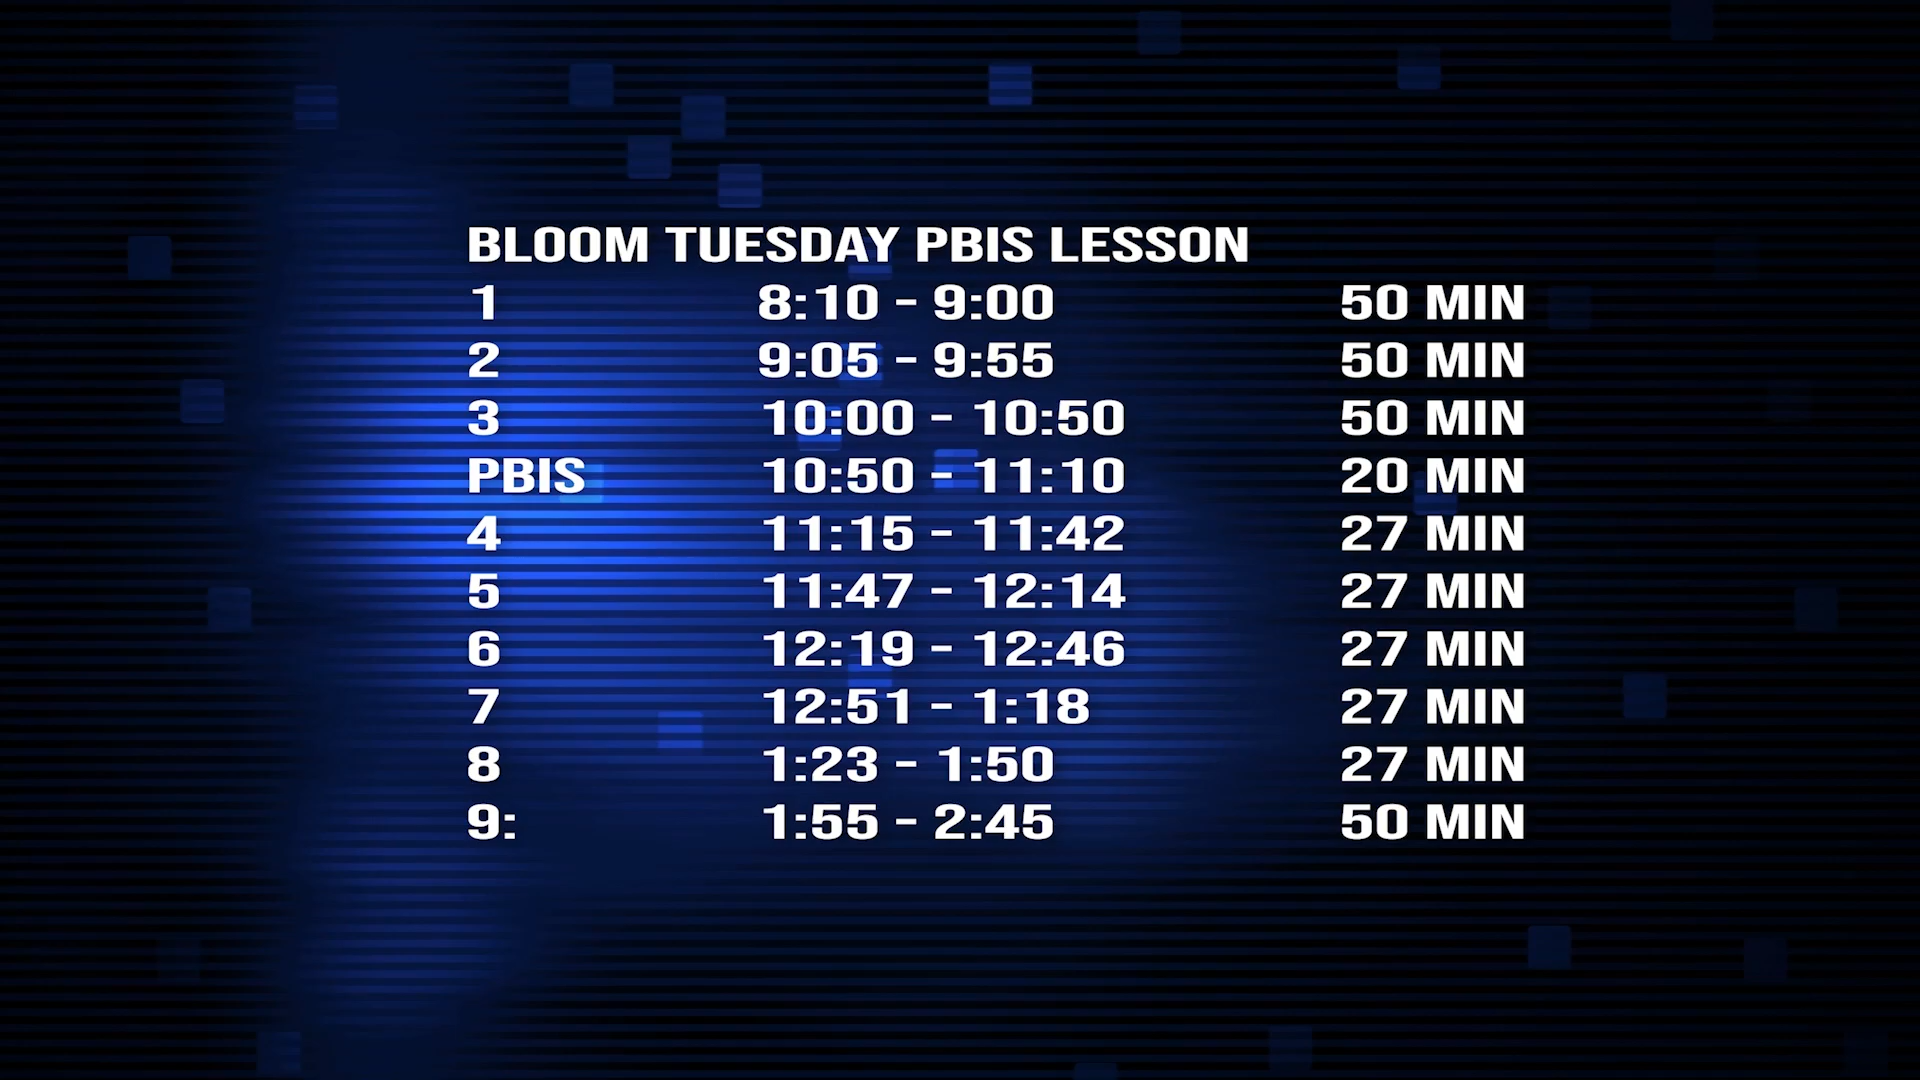 BLOOM TUESDAY PBIS LESSON
1 8:10 - 9:00 50 MIN
2 9:05 - 9:55 50 MIN
3 10:00 - 10:50 50 MIN
PBIS 10:50 - 11:10 20 MIN
4 11:15 - 11:42 27 MIN
5 11:47 - 12:14 27 MIN
6 12:19 - 12:46 27 MIN
7 12:51 - 1:18 27 MIN
8 1:23 - 1:50 27 MIN
9: 1:55 - 2:45 50 MIN